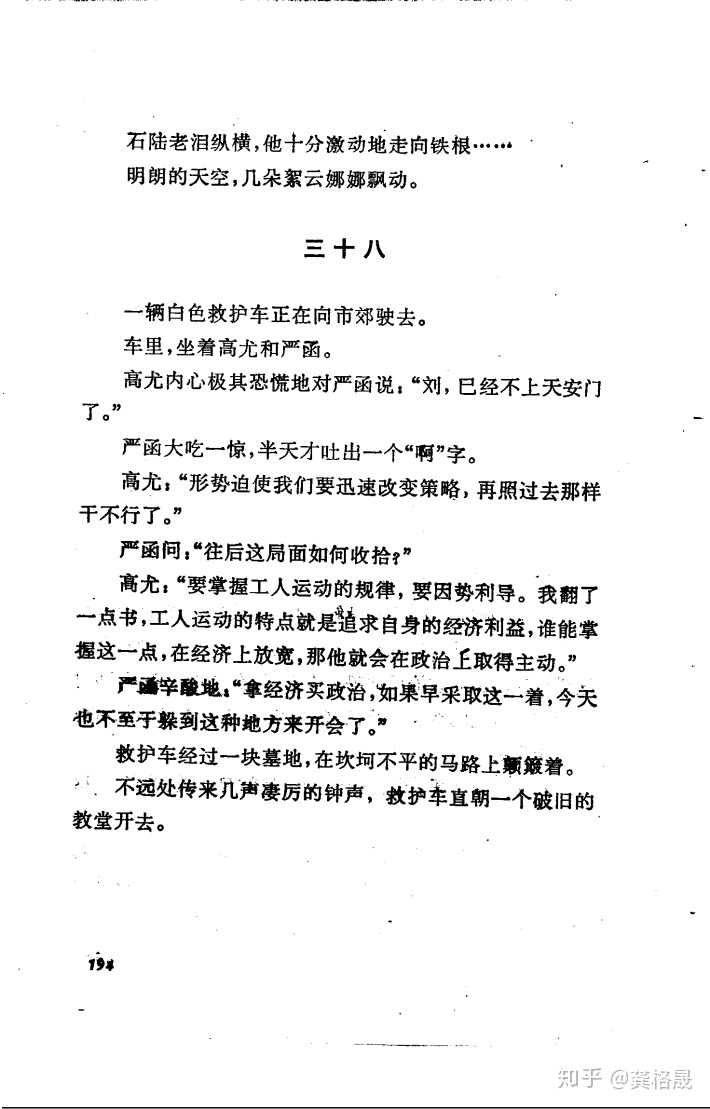 石陆老泪纵横，他十分激动地走向铁根……
明朗的天空，几朵絮云娜娜飘动。
三十八
一辆白色救护车正在向市郊驶去。
车里，坐着高尤和严函。
高尤内心极其恐慌地对严函说：“刘，已经不上天安门
了。”
严函大吃一惊，半天才吐出一个“啊”字。
高尤：“形势迫使我们要迅速改变策略，再照过去那样
干不行了。”
严函问：“往后这局面如何收拾？”
高尤：“要掌握工人运动的规律，要因势利导。我翻了
一点书，工人运动的特点就是追求自身的经济利益，谁能掌
握这一点，在经济上放宽，那他就会在政治上取得主动。”
严函辛酸地：“拿经济买政治，如果早采取这一着，今天
也不至于躲到这种地方来开会了。”
救护车经过一块墓地，在坎坷不平的马路上颠簸着。
不远处传来几声凄厉的钟声，救护车直朝一个破旧的
教堂开去。
194
知乎 @龚格晟